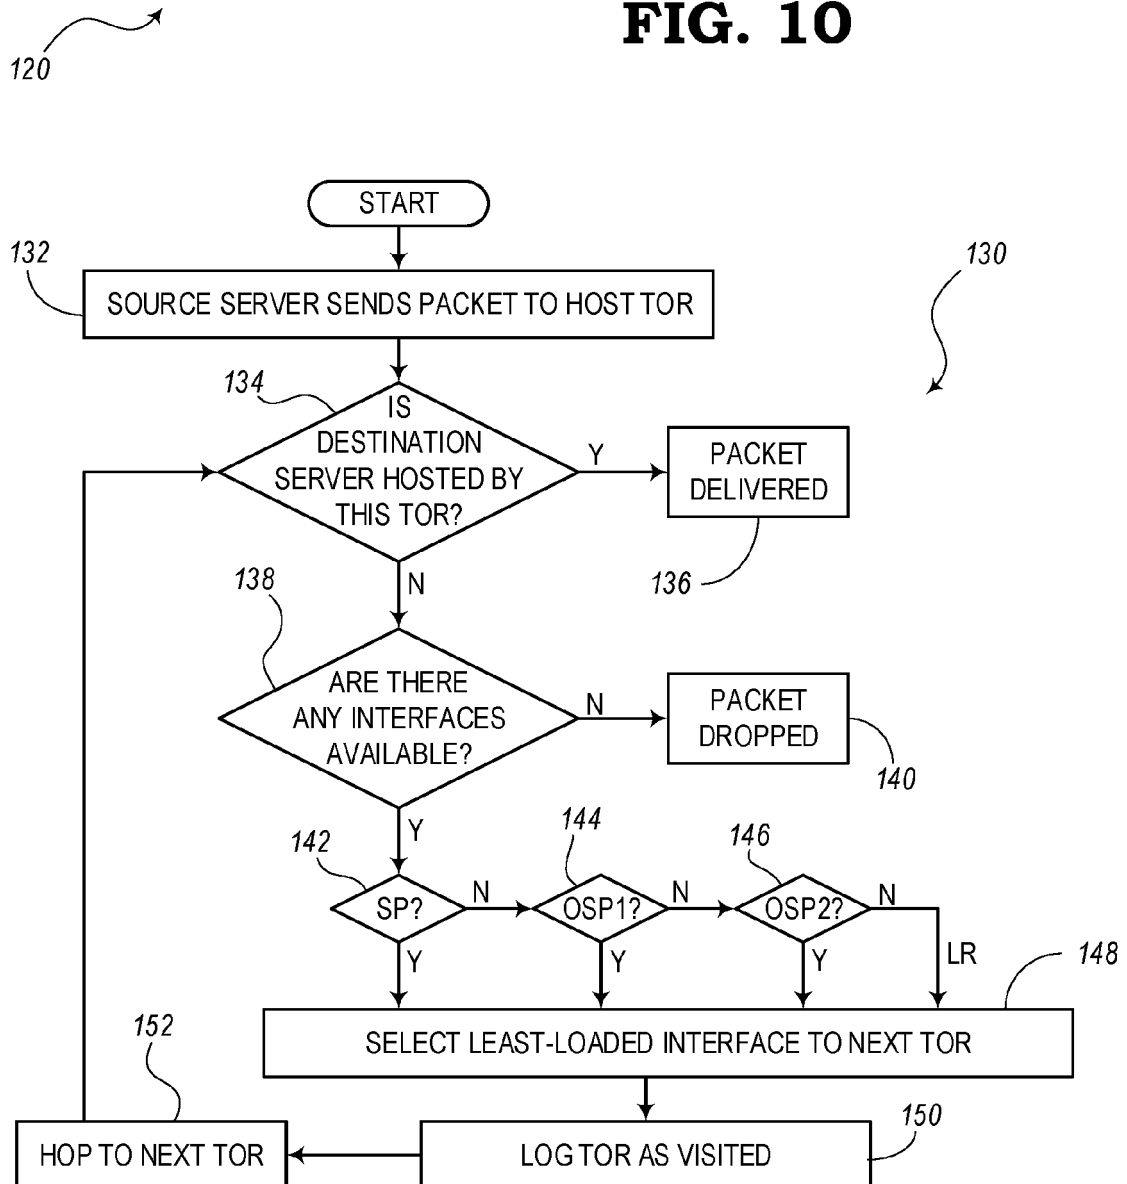 FIG. 10
120
START
132
130
SOURCE SERVER SENDS PACKET TO HOST TOR
134
IS
DESTINATION
SERVER HOSTED BY
THIS TOR?
Y
PACKET
DELIVERED
136
N
138
ARE THERE
ANY INTERFACES
AVAILABLE?
N
PACKET
DROPPED
140
Y
142
144
146
SP?
N
OSP1?
N
OSP2?
N
Y
Y
Y
LR
148
SELECT LEAST-LOADED INTERFACE TO NEXT TOR
152
150
HOP TO NEXT TOR
LOG TOR AS VISITED